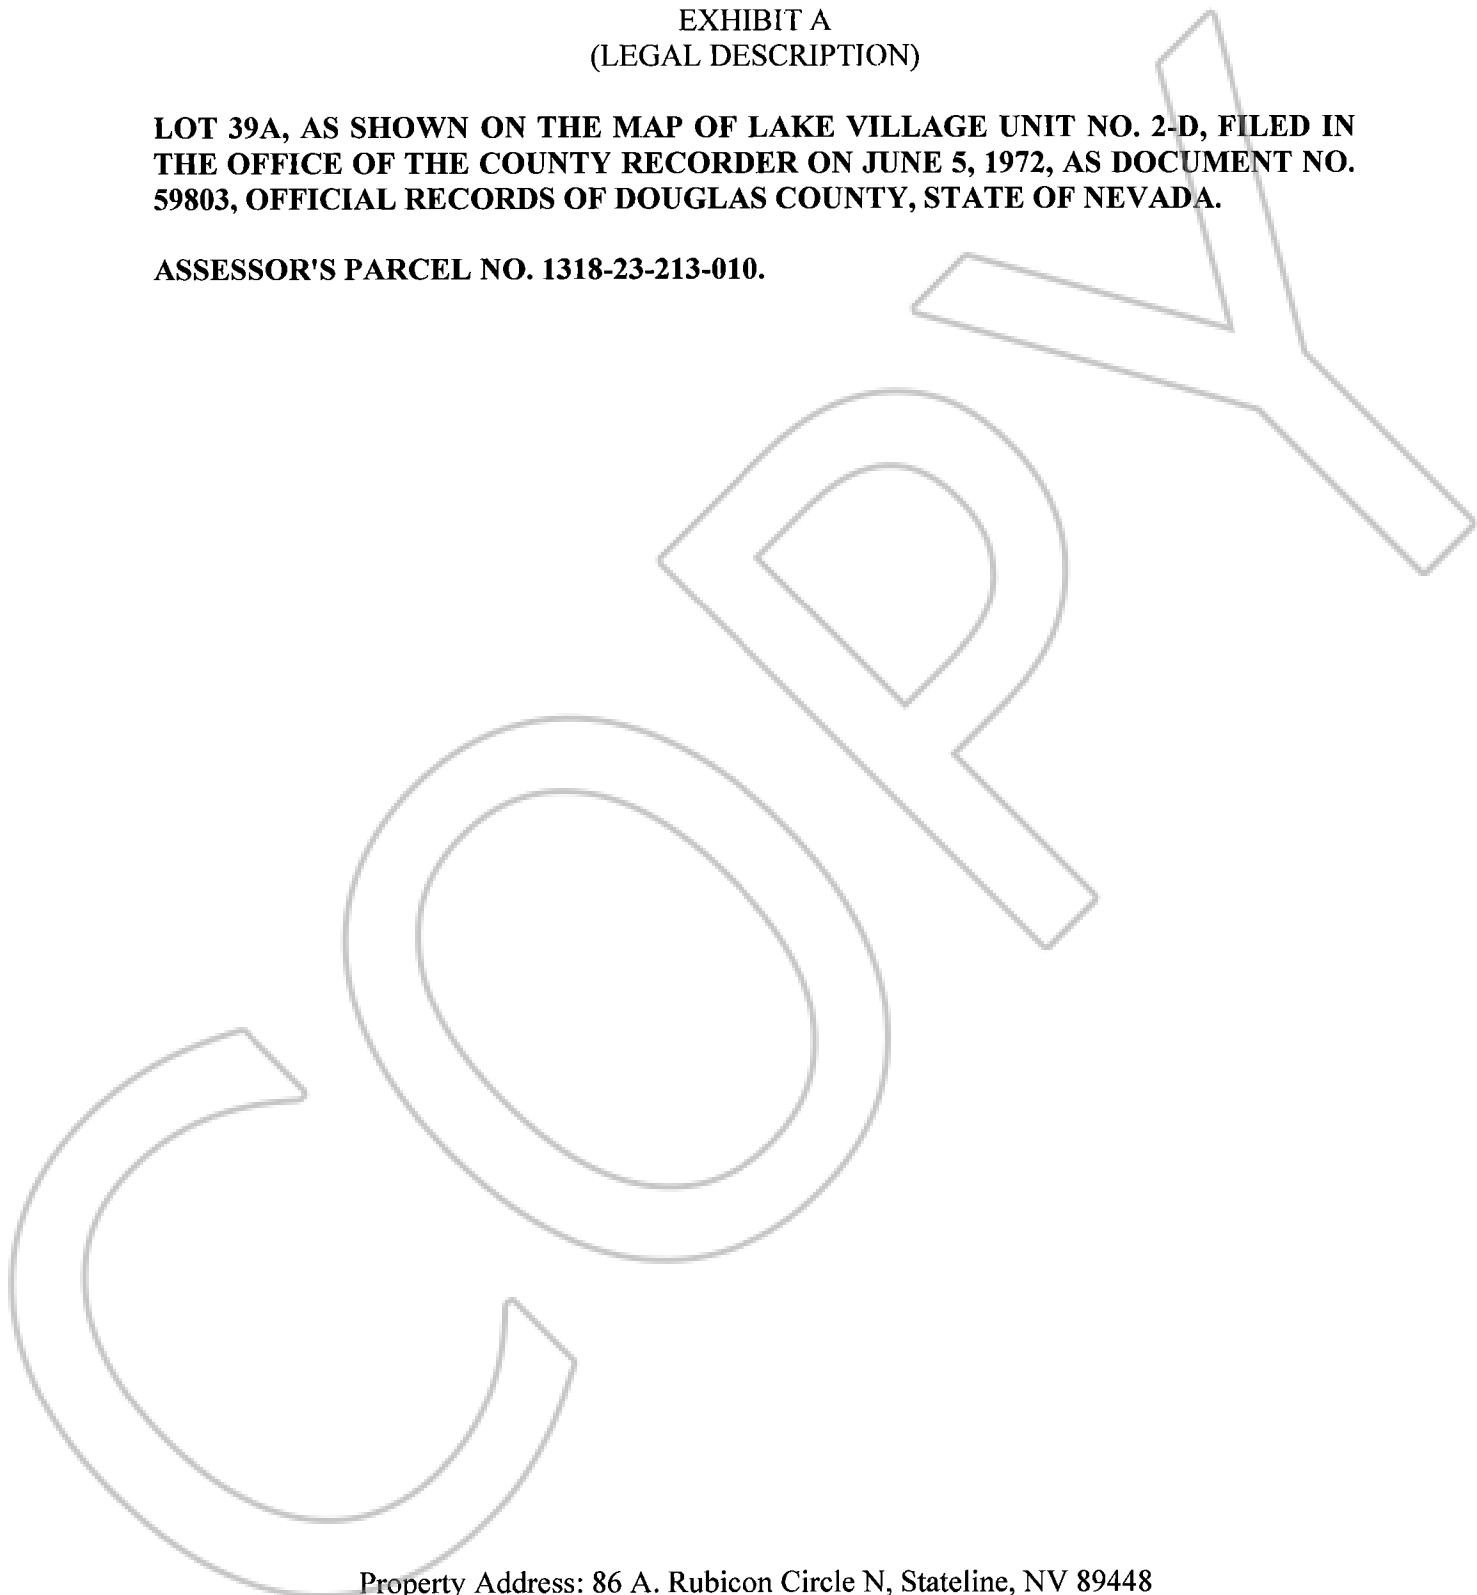 EXHIBIT A
(LEGAL DESCRIPTION)
LOT 39A, AS SHOWN ON THE MAP OF LAKE VILLAGE UNIT NO. 2-D, FILED IN
THE OFFICE OF THE COUNTY RECORDER ON JUNE 5, 1972, AS DOCUMENT NO.
59803, OFFICIAL RECORDS OF DOUGLAS COUNTY, STATE OF NEVADA.
ASSESSOR'S PARCEL NO. 1318-23-213-010.
COPY
Property Address: 86 A. Rubicon Circle N, Stateline, NV 89448